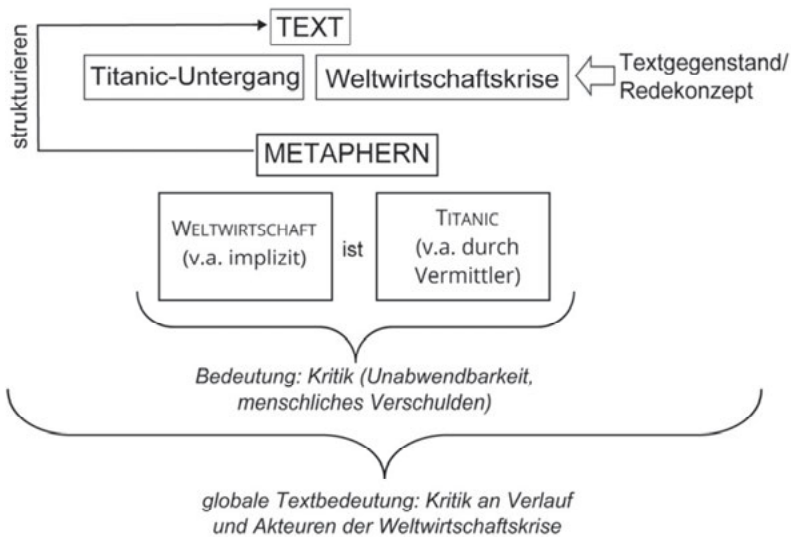 TEXT
strukturieren
Titanic-Untergang
Weltwirtschaftskrise
Textgegenstand/
Redekonzept
METAPHERN
WELTWIRTSCHAFT
(v.a. implizit)
ist
TITANIC
(v.a. durch
Vermittler)
Bedeutung: Kritik (Unabwendbarkeit,
menschliches Verschulden)
globale Textbedeutung: Kritik an Verlauf
und Akteuren der Weltwirtschaftskrise